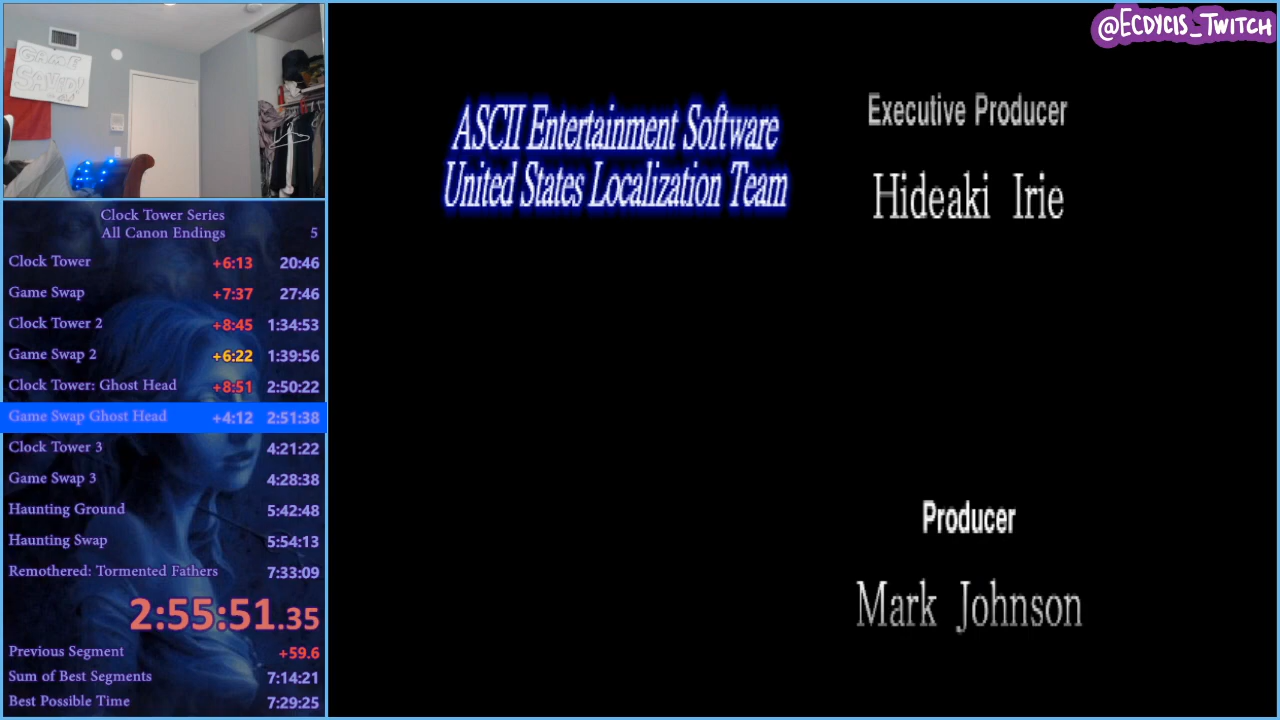 @ECDYCIS_TWITCH
GAME
SWAP!
Clock Tower Series
All Canon Endings 5
Clock Tower +6:13 20:46
Game Swap +7:37 27:46
Clock Tower 2 +8:45 1:34:53
Game Swap 2 +6:22 1:39:56
Clock Tower: Ghost Head +8:51 2:50:22
Game Swap Ghost Head +4:12 2:51:38
Clock Tower 3 4:21:22
Game Swap 3 4:28:38
Haunting Ground 5:42:48
Haunting Swap 5:54:13
Remothered: Tormented Fathers 7:33:09
2:55:51.35
Previous Segment +59.6
Sum of Best Segments 7:14:21
Best Possible Time 7:29:25
ASCII Entertainment Software
United States Localization Team
Executive Producer
Hideaki Irie
Producer
Mark Johnson